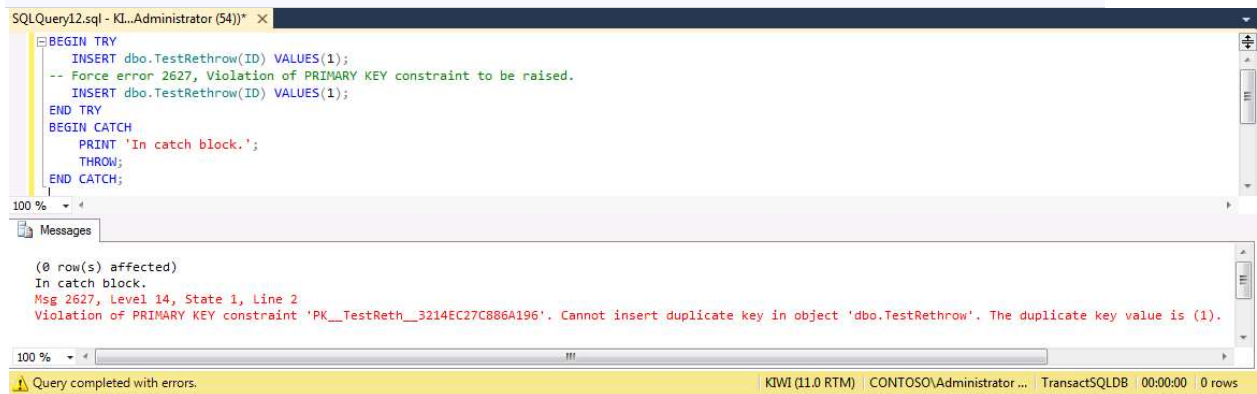 SQLQuery12.sql - KI...Administrator (54))*
BEGIN TRY
INSERT dbo.TestRethrow(ID) VALUES(1);
-- Force error 2627, Violation of PRIMARY KEY constraint to be raised.
INSERT dbo.TestRethrow(ID) VALUES(1);
END TRY
BEGIN CATCH
PRINT 'In catch block.';
THROW;
END CATCH;
100 %
Messages
(0 row(s) affected)
In catch block.
Msg 2627, Level 14, State 1, Line 2
Violation of PRIMARY KEY constraint 'PK__TestReth__3214EC27C886A196'. Cannot insert duplicate key in object 'dbo.TestRethrow'. The duplicate key value is (1).
100 %
Query completed with errors. KIWI (11.0 RTM) CONTOSO\Administrator ... TransactSQLDB 00:00:00 0 rows